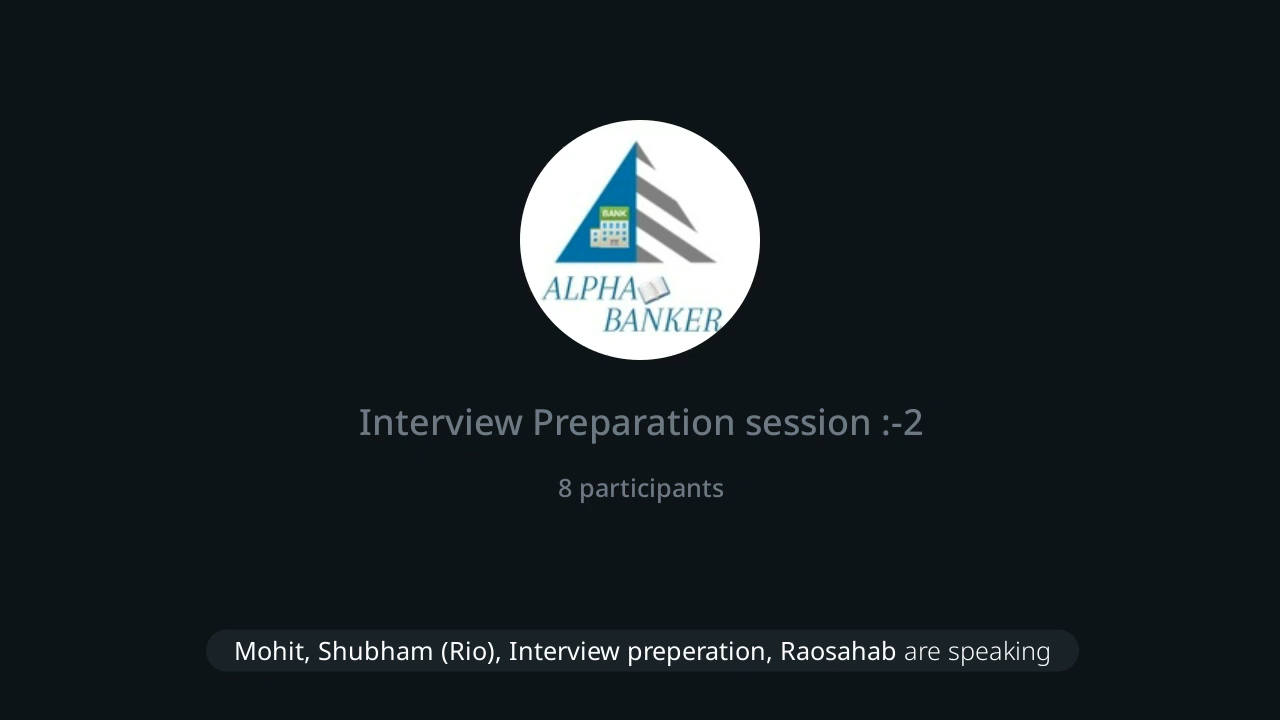 BANK
ALPHA
BANKER
Interview Preparation session :-2
8 participants
Mohit, Shubham (Rio), Interview preperation, Raosahab are speaking